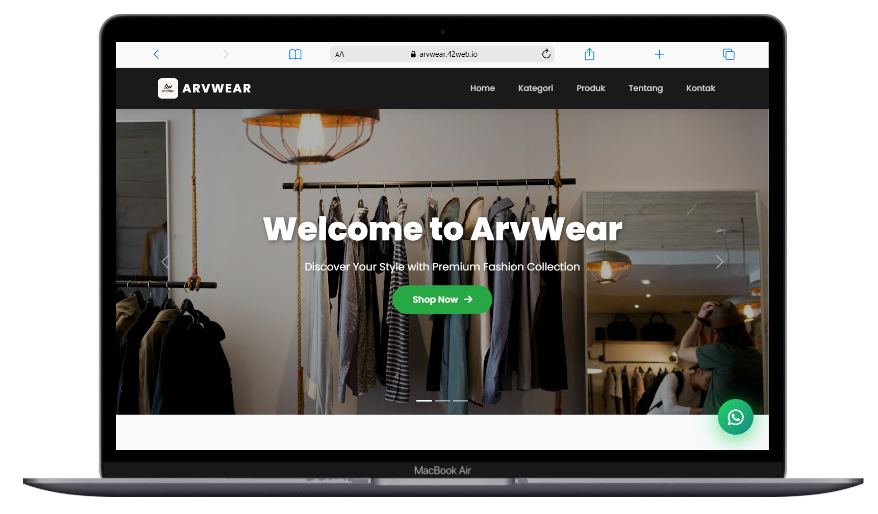 AA
arvwear.42web.io
ARVWEAR
Home Kategori Produk Tentang Kontak
Welcome to ArvWear
Discover Your Style with Premium Fashion Collection
Shop Now
MacBook Air